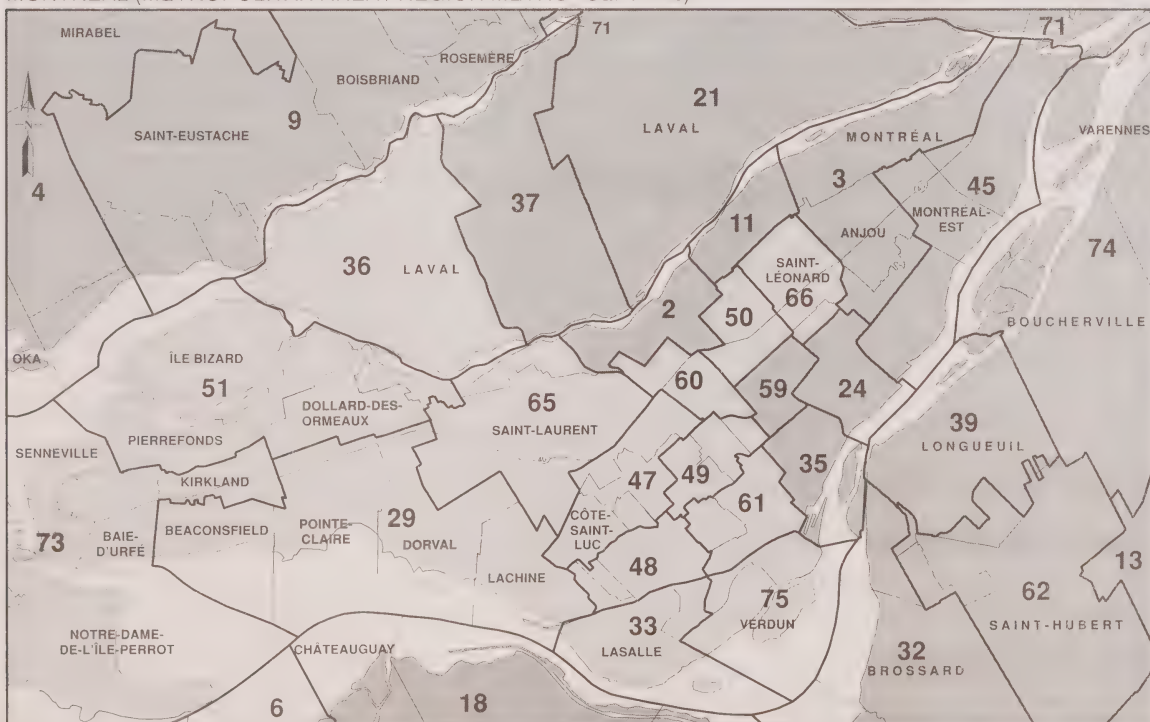 71
MIRABEL
71
ROSEMÈRE
BOISBRIAND
9
21
LAVAL
SAINT-EUSTACHE
MONTRÉAL
VARENNES
4
3
45
37
MONTRÉAL-
EST
11
ANJOU
74
36
LAVAL
SAINT-
LÉONARD
66
2
50
BOUCHERVILLE
OKA
ÎLE BIZARD
51
60
59
24
DOLLARD-DES-
ORMEAUX
65
SAINT-LAURENT
39
LONGUEUIL
PIERREFONDS
SENNEVILLE
KIRKLAND
47
49
35
61
CÔTE-
SAINT-
LUC
73
BAIE-
D'URFÉ
BEACONSFIELD
POINTE-
CLAIRE
29
DORVAL
LACHINE
48
13
62
SAINT-HUBERT
75
VERDUN
33
LASALLE
NOTRE-DAME-
DE-L'ÎLE-PERROT
CHÂTEAUGUAY
32
BROSSARD
6
18